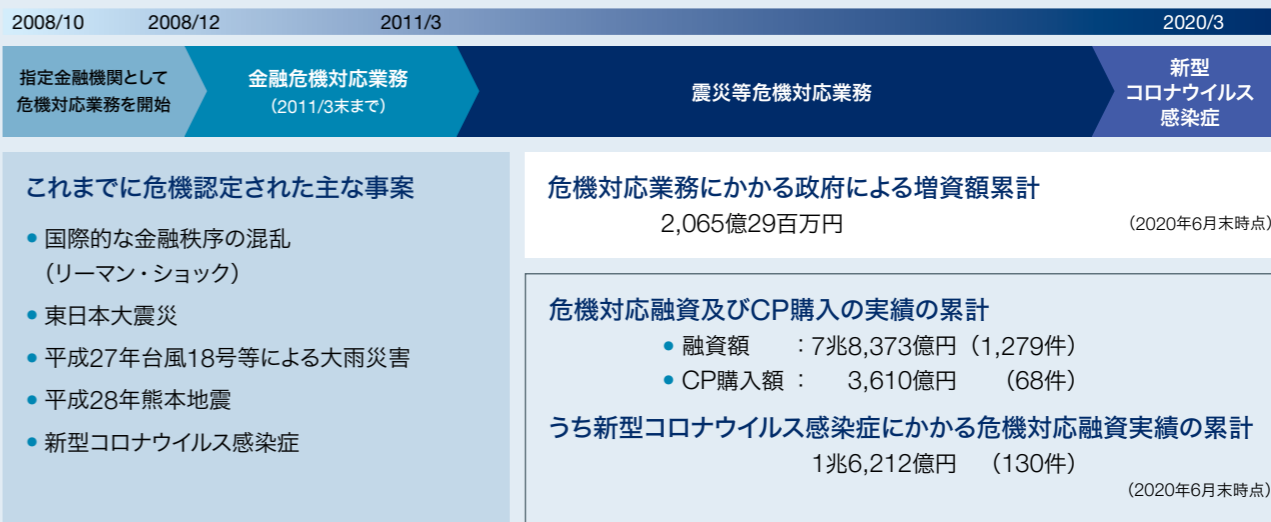 2008/10 2008/12 2011/3 2020/3
指定金融機関として
危機対応業務を開始
金融危機対応業務
（2011/3末まで）
震災等危機対応業務
新型
コロナウイルス
感染症
これまでに危機認定された主な事案
• 国際的な金融秩序の混乱
（リーマン・ショック）
• 東日本大震災
• 平成27年台風18号等による大雨災害
• 平成28年熊本地震
• 新型コロナウイルス感染症
危機対応業務にかかる政府による増資額累計
2,065億29百万円 （2020年6月末時点）
危機対応融資及びCP購入の実績の累計
• 融資額 ：7兆8,373億円（1,279件）
• CP購入額： 3,610億円 （68件）
うち新型コロナウイルス感染症にかかる危機対応融資実績の累計
1兆6,212億円 （130件）
（2020年6月末時点）